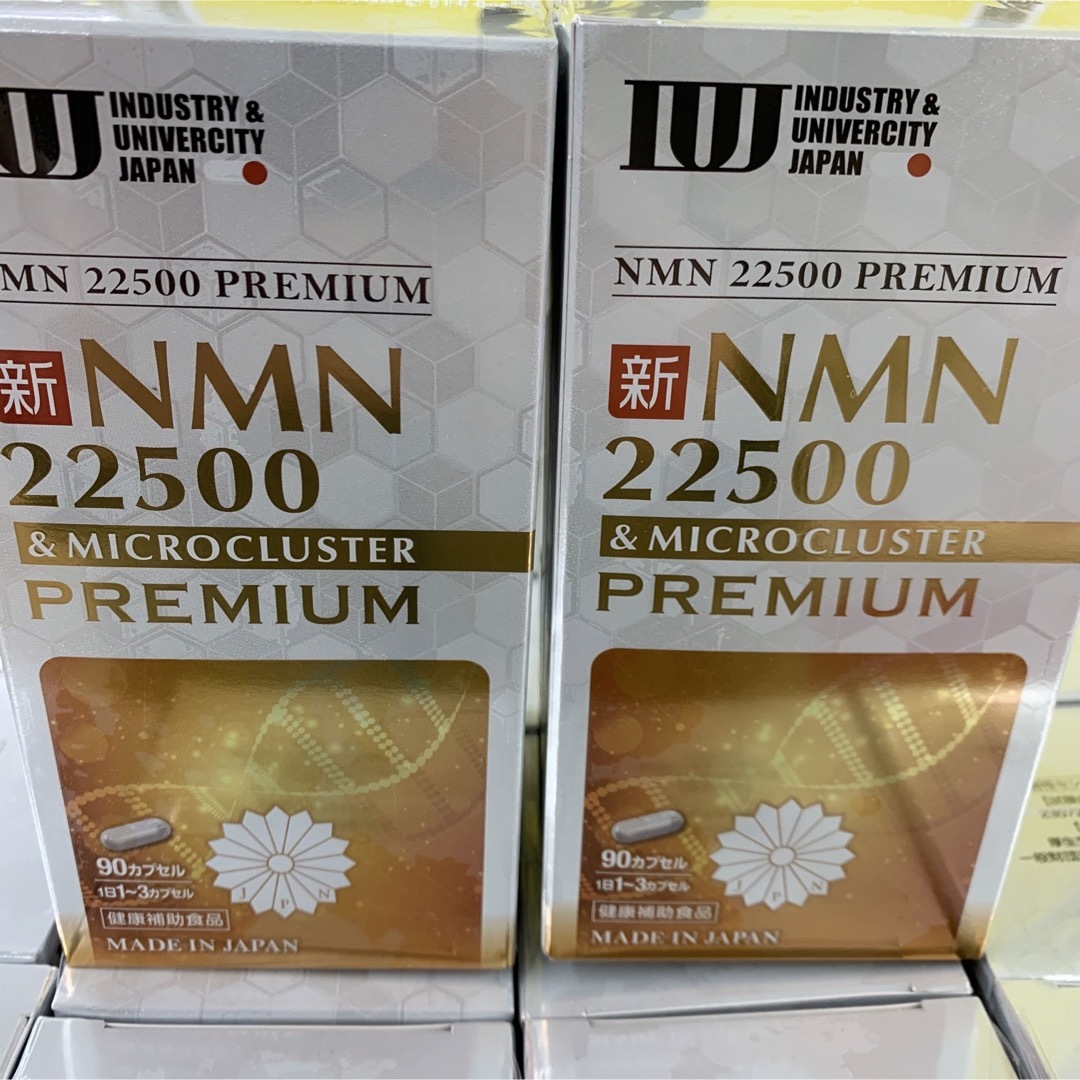 IUJ INDUSTRY &
UNIVERCITY
JAPAN
MN 22500 PREMIUM
新 NMN
22500
& MICROCLUSTER
PREMIUM
90カプセル
1日1~3カプセル
健康補助食品
J P N
MADE IN JAPAN
IUJ INDUSTRY &
UNIVERCITY
JAPAN
NMN 22500 PREMIUM
新 NMN
22500
& MICROCLUSTER
PREMIUM
90カプセル
1日1~3カプセル
健康補助食品
J P N
MADE IN JAPAN